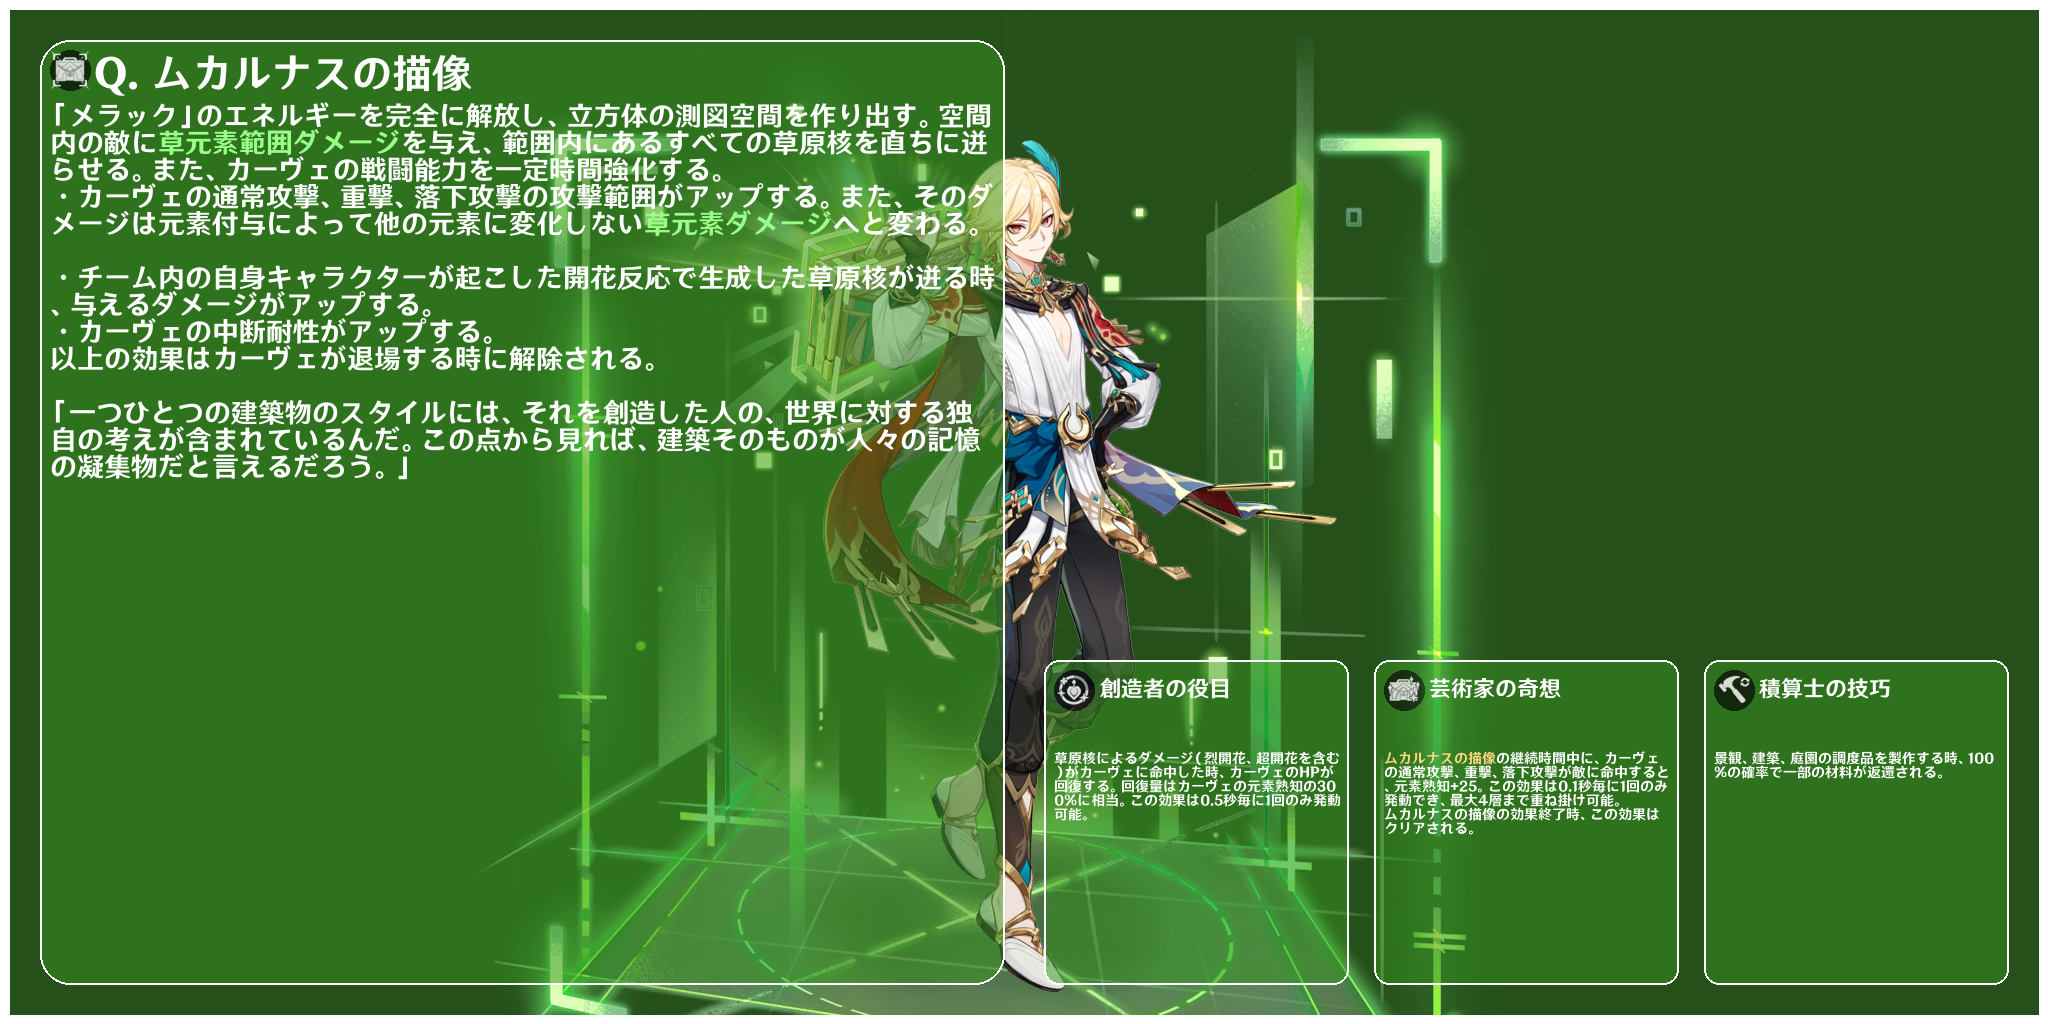 Q. ムカルナスの描像
「メラック」のエネルギーを完全に解放し、立方体の測図空間を作り出す。空間
内の敵に草元素範囲ダメージを与え、範囲内にあるすべての草原核を直ちに迸
らせる。また、カーヴェの戦闘能力を一定時間強化する。
・カーヴェの通常攻撃、重撃、落下攻撃の攻撃範囲がアップする。また、そのダ
メージは元素付与によって他の元素に変化しない草元素ダメージへと変わる。
・チーム内の自身キャラクターが起こした開花反応で生成した草原核が迸る時
、与えるダメージがアップする。
・カーヴェの中断耐性がアップする。
以上の効果はカーヴェが退場する時に解除される。
「一つひとつの建築物のスタイルには、それを創造した人の、世界に対する独
自の考えが含まれているんだ。この点から見れば、建築そのものが人々の記憶
の凝集物だと言えるだろう。」
創造者の役目
草原核によるダメージ(烈開花、超開花を含む
)がカーヴェに命中した時、カーヴェのHPが
回復する。回復量はカーヴェの元素熟知の30
0%に相当。この効果は0.5秒毎に1回のみ発動
可能。
芸術家の奇想
ムカルナスの描像の継続時間中に、カーヴェ
の通常攻撃、重撃、落下攻撃が敵に命中すると
、元素熟知+25。この効果は0.1秒毎に1回のみ
発動でき、最大4層まで重ね掛け可能。
ムカルナスの描像の効果終了時、この効果は
クリアされる。
積算士の技巧
景観、建築、庭園の調度品を製作する時、100
%の確率で一部の材料が返還される。